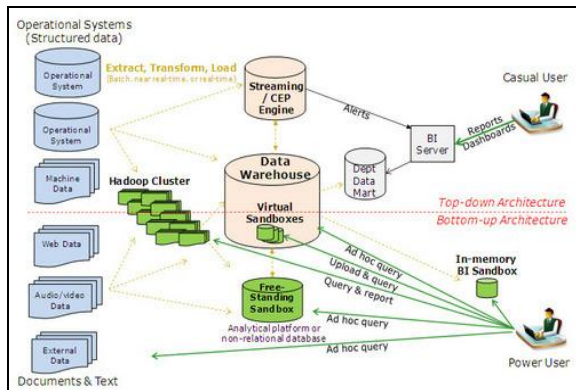 Operational Systems
(Structured data)
Operational
System
Operational
System
Machine
Data
Web Data
Audio/video
Data
External
Data
Documents & Text
Extract, Transform, Load
(Batch, near real-time, or real-time)
Hadoop Cluster
Streaming
/ CEP
Engine
Data
Warehouse
Virtual
Sandboxes
Free-
Standing
Sandbox
Analytical platform or
non-relational database
Alerts
Dept
Data
Mart
BI
Server
Reports
Dashboards
Casual User
Top-down Architecture
Bottom-up Architecture
In-memory
BI Sandbox
Ad hoc query
Upload & query
Query & report
Ad hoc query
Ad hoc query
Power User